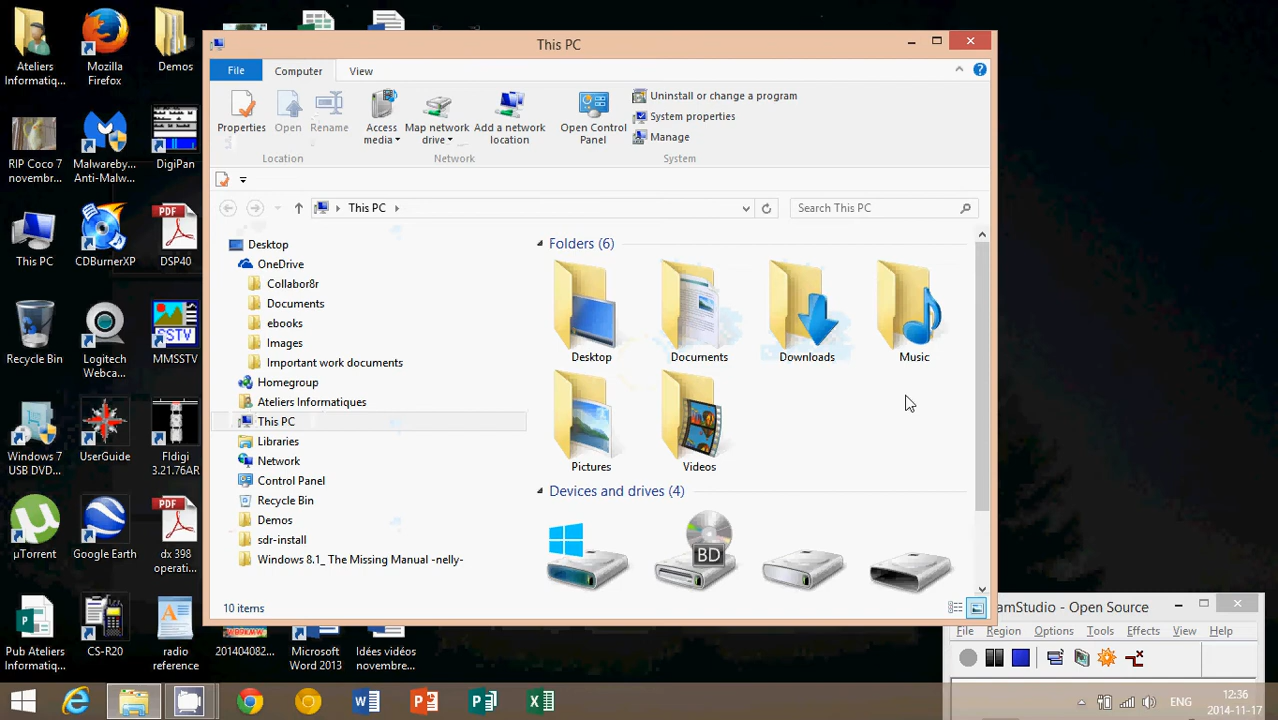 This PC
File Computer View
Properties Open Rename Access media Map network drive Add a network location Open Control Panel
Uninstall or change a program
System properties
Manage
Location Network System
This PC
Search This PC
Desktop
OneDrive
Collabor8r
Documents
ebooks
Images
Important work documents
Homegroup
Ateliers Informatiques
This PC
Libraries
Network
Control Panel
Recycle Bin
Demos
sdr-install
Windows 8.1_ The Missing Manual -nelly-
Folders (6)
Desktop Documents Downloads Music
Pictures Videos
Devices and drives (4)
BD
10 items
Ateliers Informatiq...
Mozilla Firefox
Demos
RIP Coco 7 novembre...
Malwareby... Anti-Malw...
DigiPan
This PC
CDBurnerXP
PDF
DSP40
Recycle Bin
Logitech Webca...
SSTV
MMSSTV
Windows 7 USB DVD...
UserGuide
Fldigi 3.21.76AR
µTorrent
Google Earth
PDF
dx 398 operati...
Pub Ateliers Informatiq...
CS-R20
radio reference
201404082...
Microsoft Word 2013
Idées vidéos novembre...
amStudio - Open Source
File Region Options Tools Effects View Help
ENG
12:36
2014-11-17